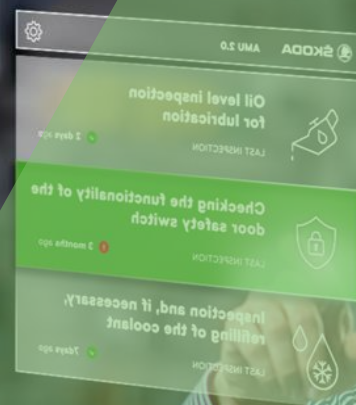 ŠKODA AMU 2.0
Oil level inspection
for lubrication
LAST INSPECTION 2 days ago
Checking the functionality of the
door safety switch
LAST INSPECTION 3 months ago
Inspection and, if necessary,
refilling of the coolant
LAST INSPECTION 7days ago